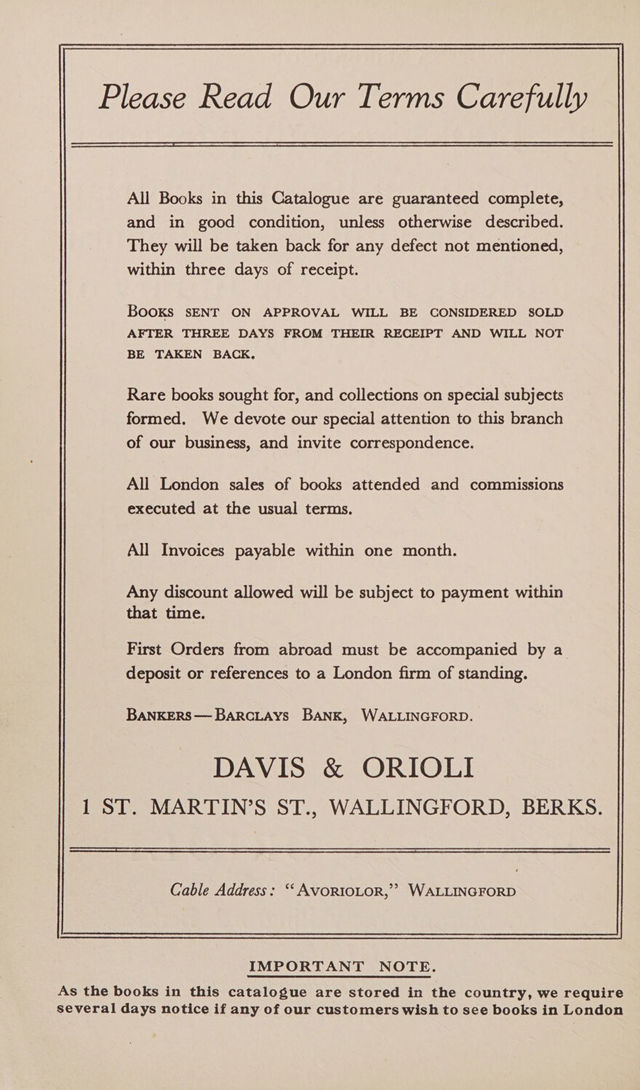 Please Read Our Terms Carefully
All Books in this Catalogue are guaranteed complete,
and in good condition, unless otherwise described.
They will be taken back for any defect not mentioned,
within three days of receipt.
BOOKS SENT ON APPROVAL WILL BE CONSIDERED SOLD
AFTER THREE DAYS FROM THEIR RECEIPT AND WILL NOT
BE TAKEN BACK.
Rare books sought for, and collections on special subjects
formed. We devote our special attention to this branch
of our business, and invite correspondence.
All London sales of books attended and commissions
executed at the usual terms.
All Invoices payable within one month.
Any discount allowed will be subject to payment within
that time.
First Orders from abroad must be accompanied by a
deposit or references to a London firm of standing.
BANKERS—BARCLAYS BANK, WALLINGFORD.
DAVIS & ORIOLI
1 ST. MARTIN'S ST., WALLINGFORD, BERKS.
Cable Address: "AVORIOLOR," WALLINGFORD
IMPORTANT NOTE.
As the books in this catalogue are stored in the country, we require
several days notice if any of our customers wish to see books in London